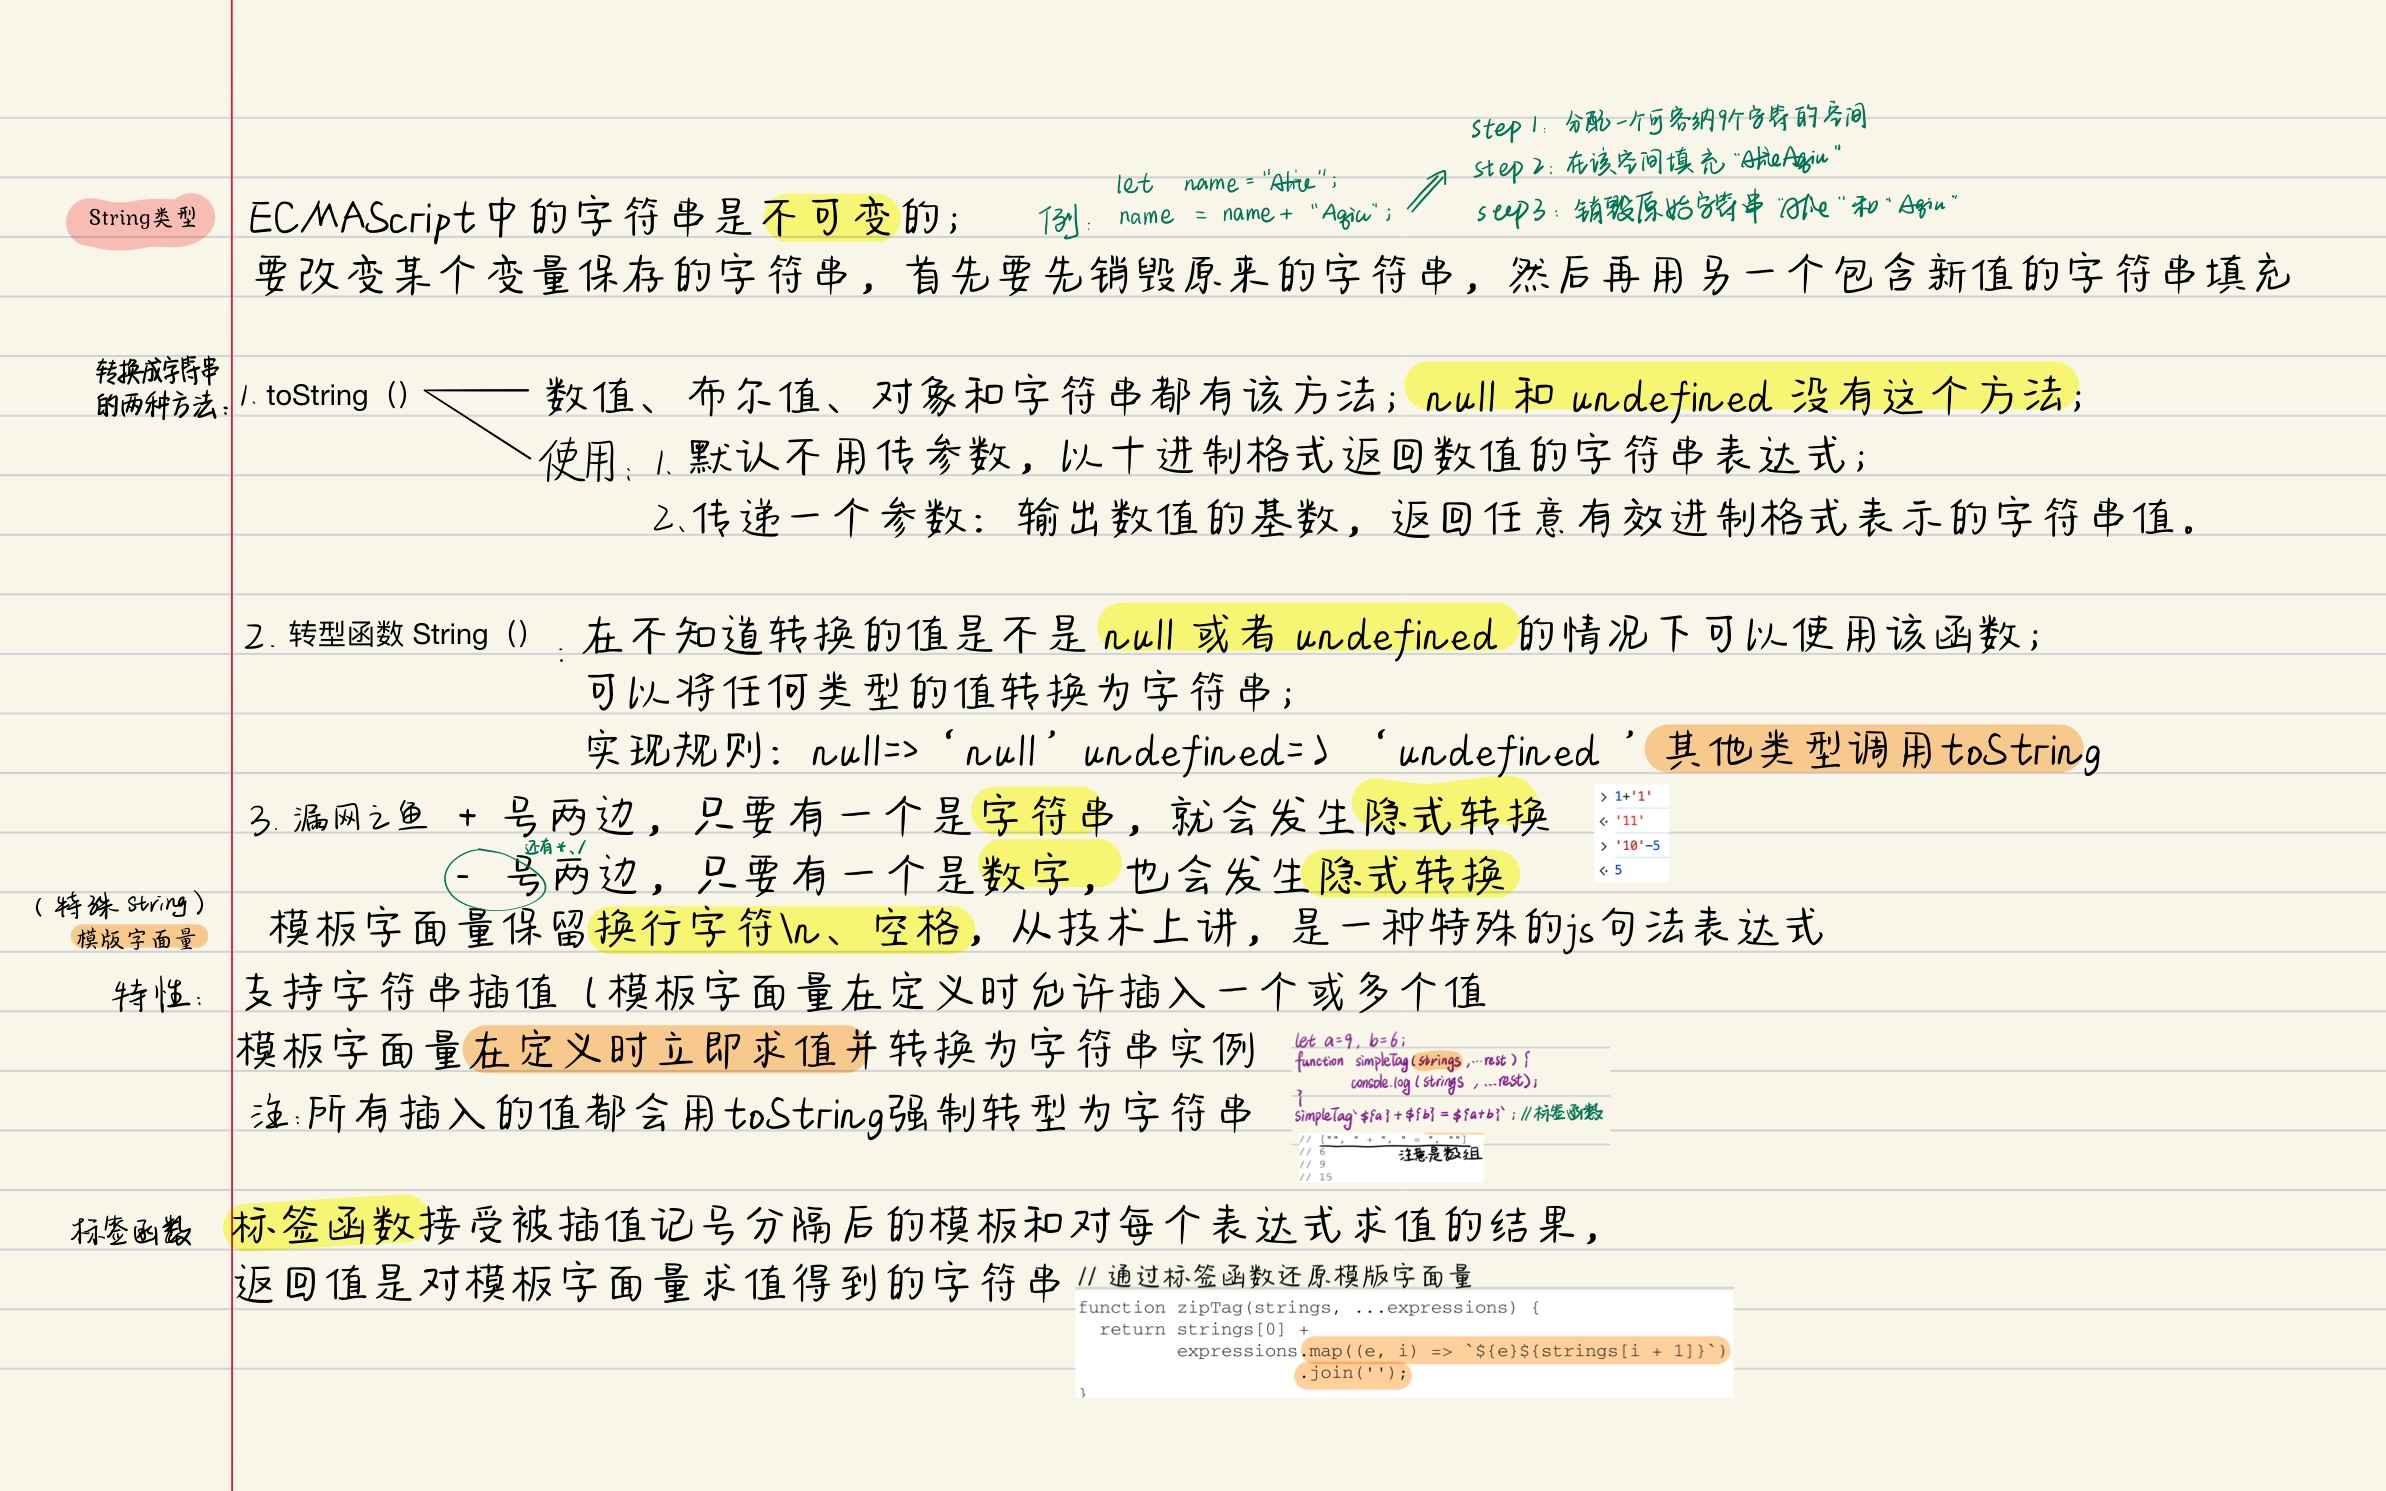 step 1: 分配一个可容纳9个字符的空间
step 2: 在该空间填充 "AliceAqiu"
let name = "Alice";
例: name = name + "Aqiu";
step3: 销毁原始字符串 "Alice" 和 "Aqiu"
String类型
ECMAScript中的字符串是不可变的;
要改变某个变量保存的字符串，首先要先销毁原来的字符串，然后再用另一个包含新值的字符串填充
转换成字符串
的两种方法:
1. toString（）
数值、布尔值、对象和字符串都有该方法; null 和 undefined 没有这个方法;
使用: 1. 默认不用传参数，以十进制格式返回数值的字符串表达式;
2、传递一个参数: 输出数值的基数，返回任意有效进制格式表示的字符串值.
2. 转型函数 String（）: 在不知道转换的值是不是 null 或者 undefined 的情况下可以使用该函数;
可以将任何类型的值转换为字符串;
实现规则: null=> ‘null’ undefined=> ‘undefined ’ 其他类型调用toString
3. 漏网之鱼 + 号两边，只要有一个是字符串，就会发生隐式转换
> 1+'1'
<· '11'
> '10'-5
<· 5
还有*、/
- 号两边，只要有一个是数字，也会发生隐式转换
(特殊 String)
模版字面量
模板字面量保留换行字符\n、空格，从技术上讲，是一种特殊的js句法表达式
特性:
支持字符串插值 (模板字面量在定义时允许插入一个或多个值
模板字面量在定义时立即求值并转换为字符串实例
注:所有插入的值都会用toString强制转型为字符串
let a=9, b=6;
function simpleTag(strings,...rest) {
console.log(strings,...rest);
}
simpleTag`${a}+${b}=${a+b}`; //标签函数
// ["", " + ", " = ", ""]
// 6
注意是数组
// 9
// 15
标签函数
标签函数接受被插值记号分隔后的模板和对每个表达式求值的结果，
返回值是对模板字面量求值得到的字符串
// 通过标签函数还原模版字面量
function zipTag(strings, ...expressions) {
return strings[0] +
expressions.map((e, i) => `${e}${strings[i + 1]}`)
.join('');
}